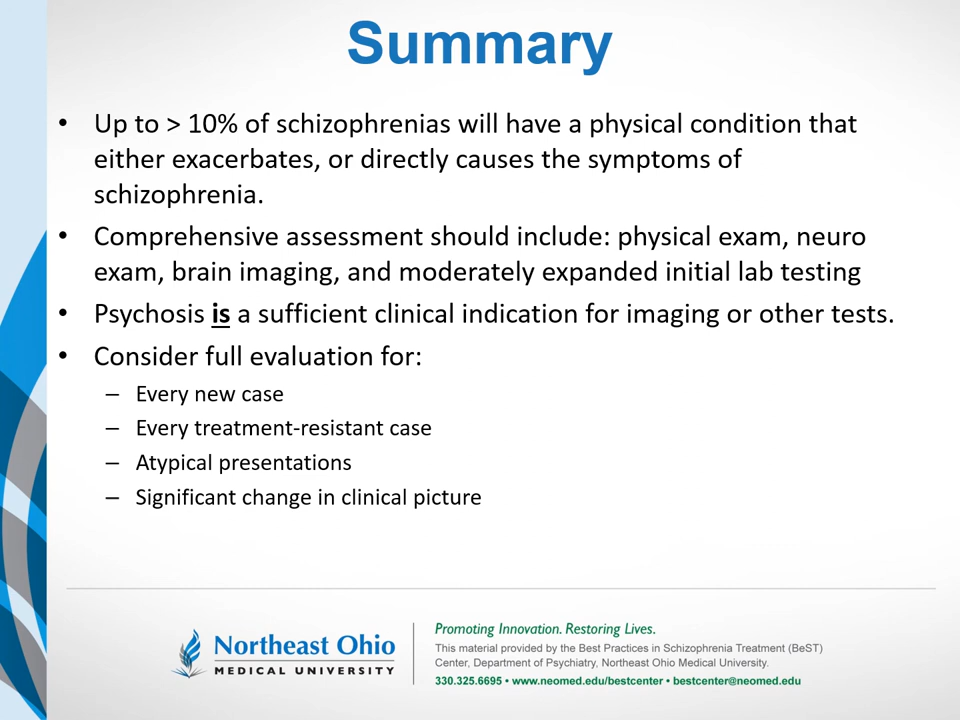 Summary
• Up to > 10% of schizophrenias will have a physical condition that
either exacerbates, or directly causes the symptoms of
schizophrenia.
• Comprehensive assessment should include: physical exam, neuro
exam, brain imaging, and moderately expanded initial lab testing
• Psychosis is a sufficient clinical indication for imaging or other tests.
• Consider full evaluation for:
– Every new case
– Every treatment-resistant case
– Atypical presentations
– Significant change in clinical picture
Northeast Ohio
MEDICAL UNIVERSITY
Promoting Innovation. Restoring Lives.
This material provided by the Best Practices in Schizophrenia Treatment (BeST)
Center, Department of Psychiatry, Northeast Ohio Medical University.
330.325.6695 • www.neomed.edu/bestcenter • bestcenter@neomed.edu